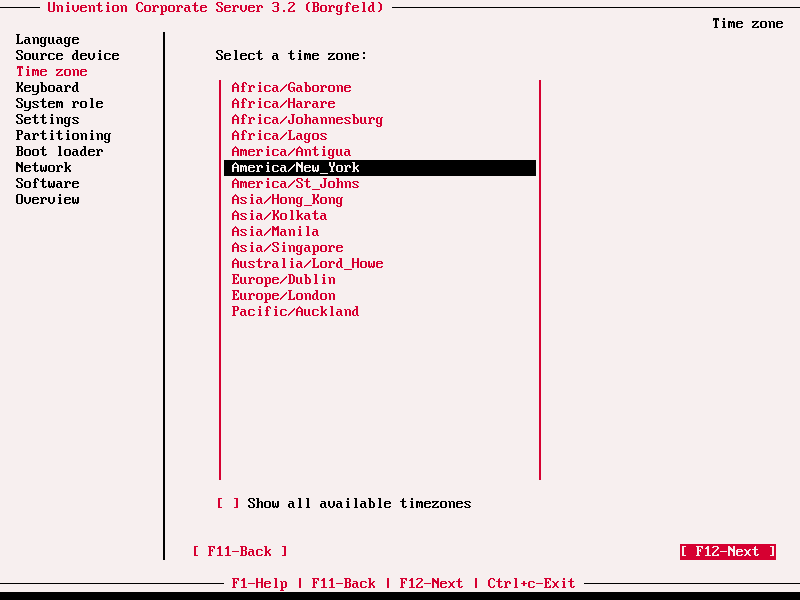 Univention Corporate Server 3.2 (Borgfeld)
Time zone
Language
Source device
Time zone
Keyboard
System role
Settings
Partitioning
Boot loader
Network
Software
Overview
Select a time zone:
Africa/Gaborone
Africa/Harare
Africa/Johannesburg
Africa/Lagos
America/Antigua
America/New_York
America/St_Johns
Asia/Hong_Kong
Asia/Kolkata
Asia/Manila
Asia/Singapore
Australia/Lord_Howe
Europe/Dublin
Europe/London
Pacific/Auckland
[ ] Show all available timezones
[ F11-Back ]
[ F12-Next ]
F1-Help | F11-Back | F12-Next | Ctrl+c-Exit